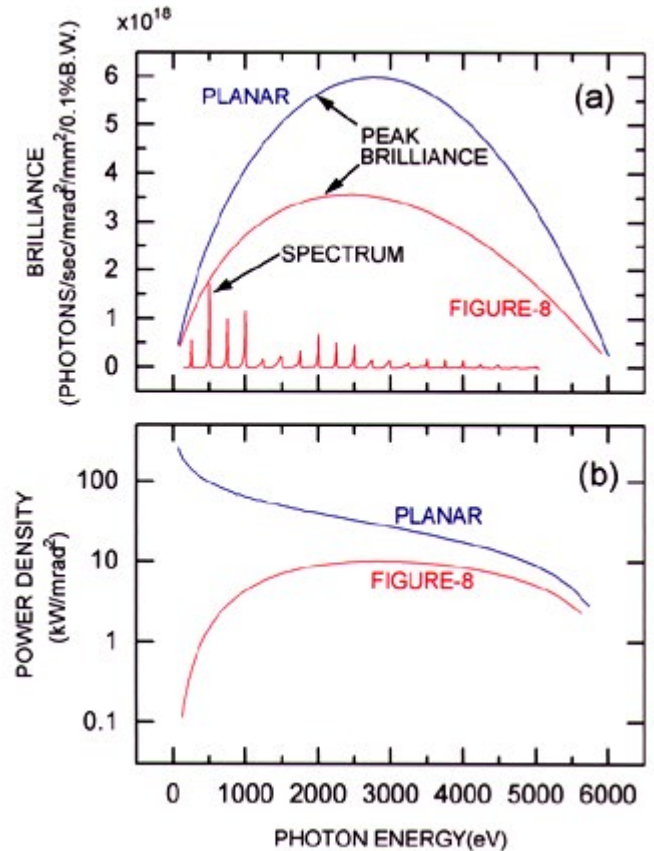 ×10¹⁸
6
5
4
3
2
1
0
BRILLIANCE
(PHOTONS/sec/mrad²/mm²/0.1%B.W.)
(a)
PLANAR
PEAK
BRILLIANCE
SPECTRUM
FIGURE-8
100
10
1
0.1
POWER DENSITY
(kW/mrad²)
(b)
PLANAR
FIGURE-8
0 1000 2000 3000 4000 5000 6000
PHOTON ENERGY(eV)